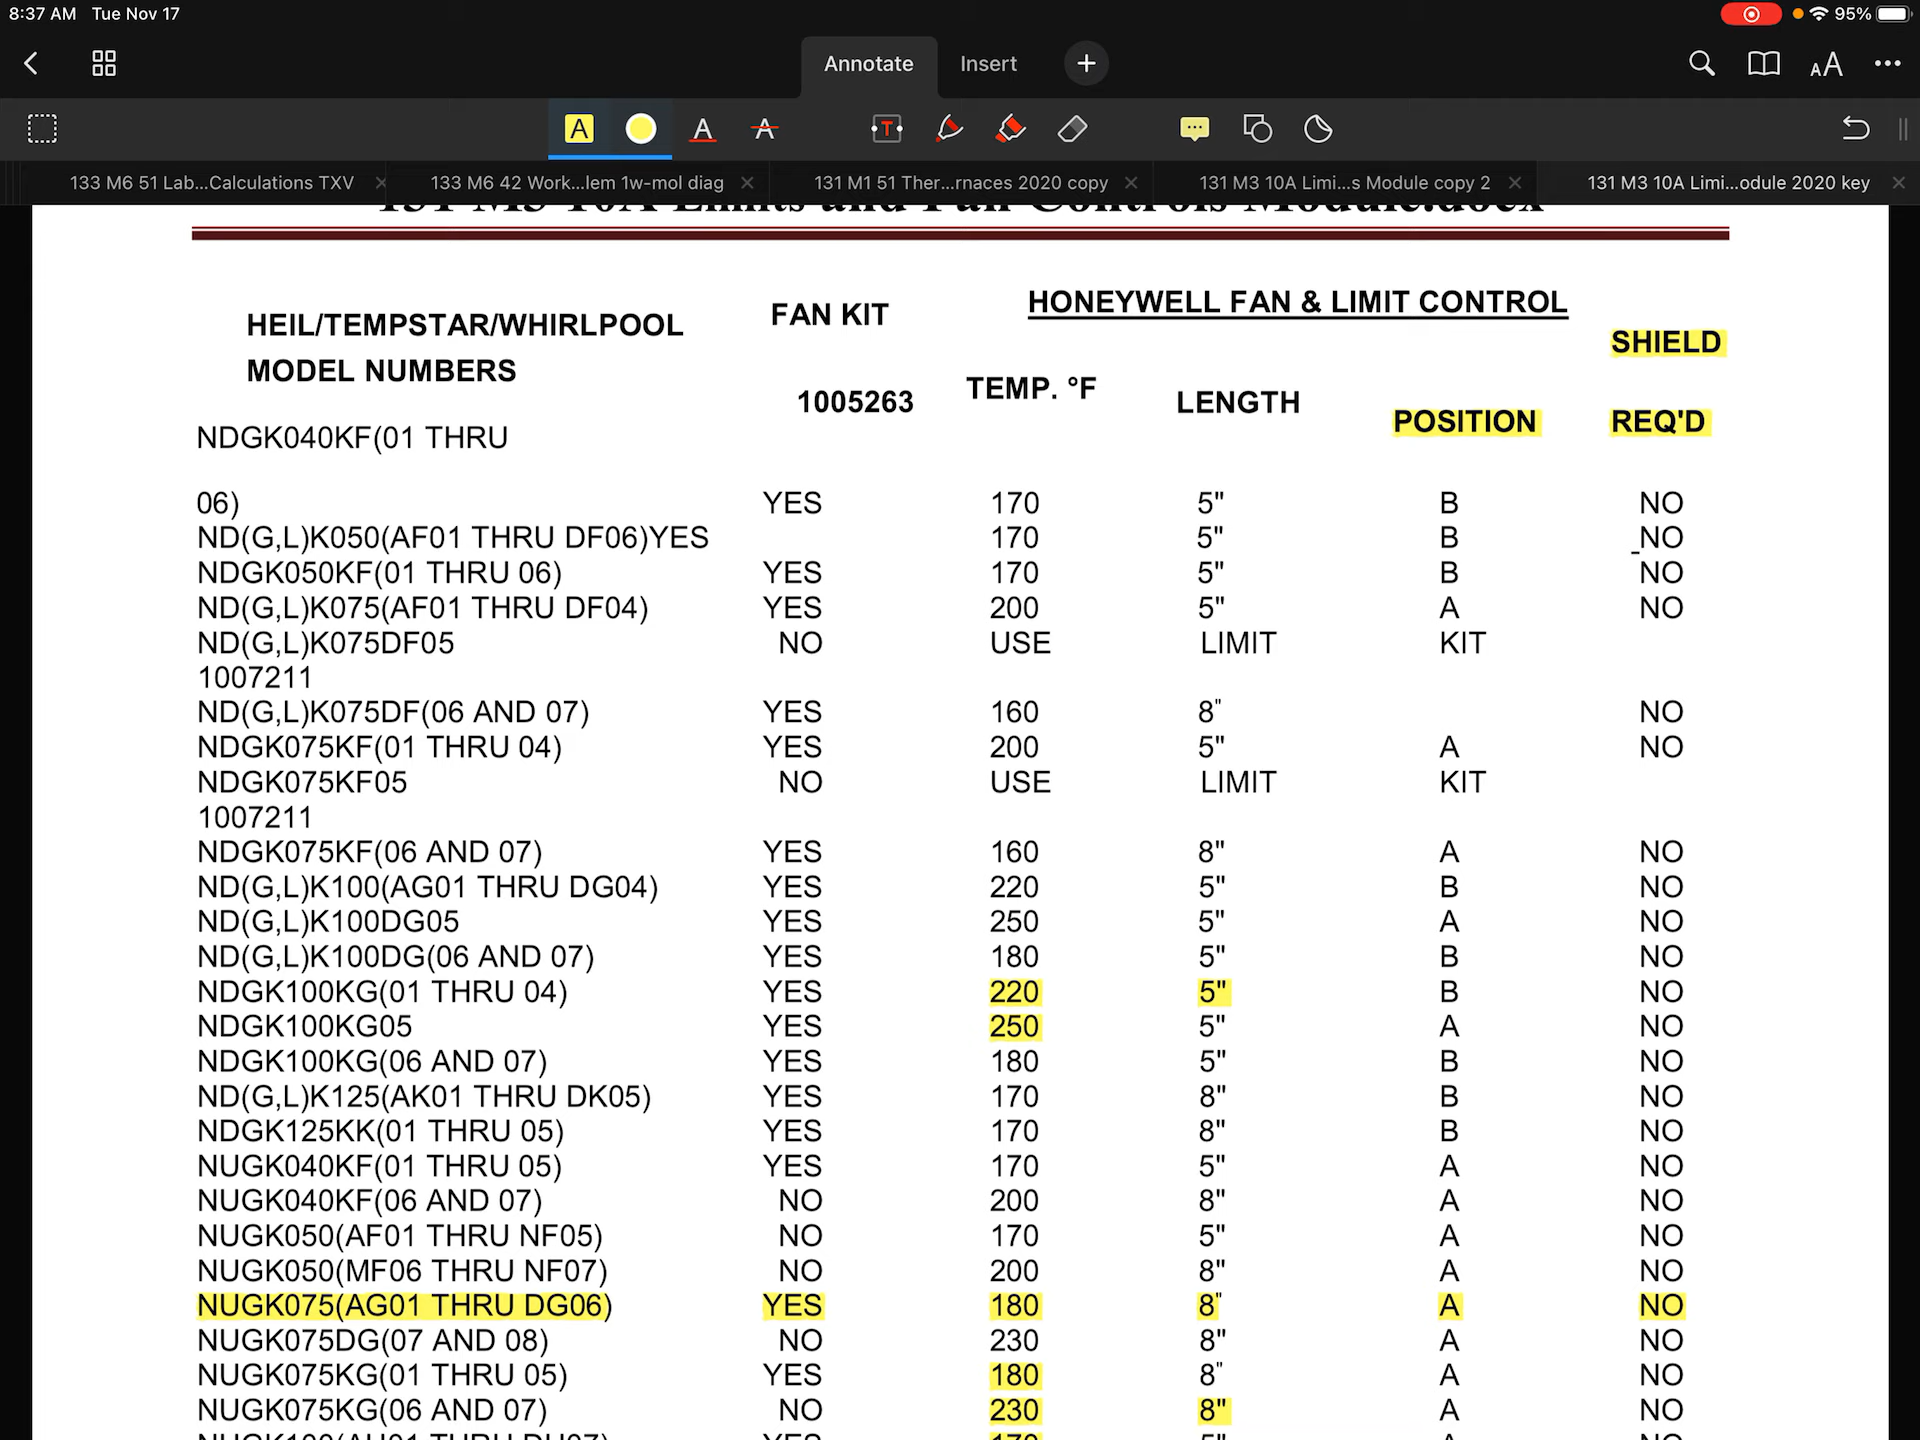 8:37 AM Tue Nov 17
95%
Annotate Insert
133 M6 51 Lab...Calculations TXV
133 M6 42 Work...lem 1w-mol diag
131 M1 51 Ther...rnaces 2020 copy
131 M3 10A Limi...s Module copy 2
131 M3 10A Limi...odule 2020 key
131 M3 10A Limits and Fan Controls Module.docx
HEIL/TEMPSTAR/WHIRLPOOL MODEL NUMBERS
FAN KIT 1005263
HONEYWELL FAN & LIMIT CONTROL
TEMP. °F LENGTH POSITION SHIELD REQ'D
NDGK040KF(01 THRU
06) YES 170 5" B NO
ND(G,L)K050(AF01 THRU DF06)YES 170 5" B _NO
NDGK050KF(01 THRU 06) YES 170 5" B NO
ND(G,L)K075(AF01 THRU DF04) YES 200 5" A NO
ND(G,L)K075DF05 NO USE LIMIT KIT
1007211
ND(G,L)K075DF(06 AND 07) YES 160 8" NO
NDGK075KF(01 THRU 04) YES 200 5" A NO
NDGK075KF05 NO USE LIMIT KIT
1007211
NDGK075KF(06 AND 07) YES 160 8" A NO
ND(G,L)K100(AG01 THRU DG04) YES 220 5" B NO
ND(G,L)K100DG05 YES 250 5" A NO
ND(G,L)K100DG(06 AND 07) YES 180 5" B NO
NDGK100KG(01 THRU 04) YES 220 5" B NO
NDGK100KG05 YES 250 5" A NO
NDGK100KG(06 AND 07) YES 180 5" B NO
ND(G,L)K125(AK01 THRU DK05) YES 170 8" B NO
NDGK125KK(01 THRU 05) YES 170 8" B NO
NUGK040KF(01 THRU 05) YES 170 5" A NO
NUGK040KF(06 AND 07) NO 200 8" A NO
NUGK050(AF01 THRU NF05) NO 170 5" A NO
NUGK050(MF06 THRU NF07) NO 200 8" A NO
NUGK075(AG01 THRU DG06) YES 180 8" A NO
NUGK075DG(07 AND 08) NO 230 8" A NO
NUGK075KG(01 THRU 05) YES 180 8" A NO
NUGK075KG(06 AND 07) NO 230 8" A NO